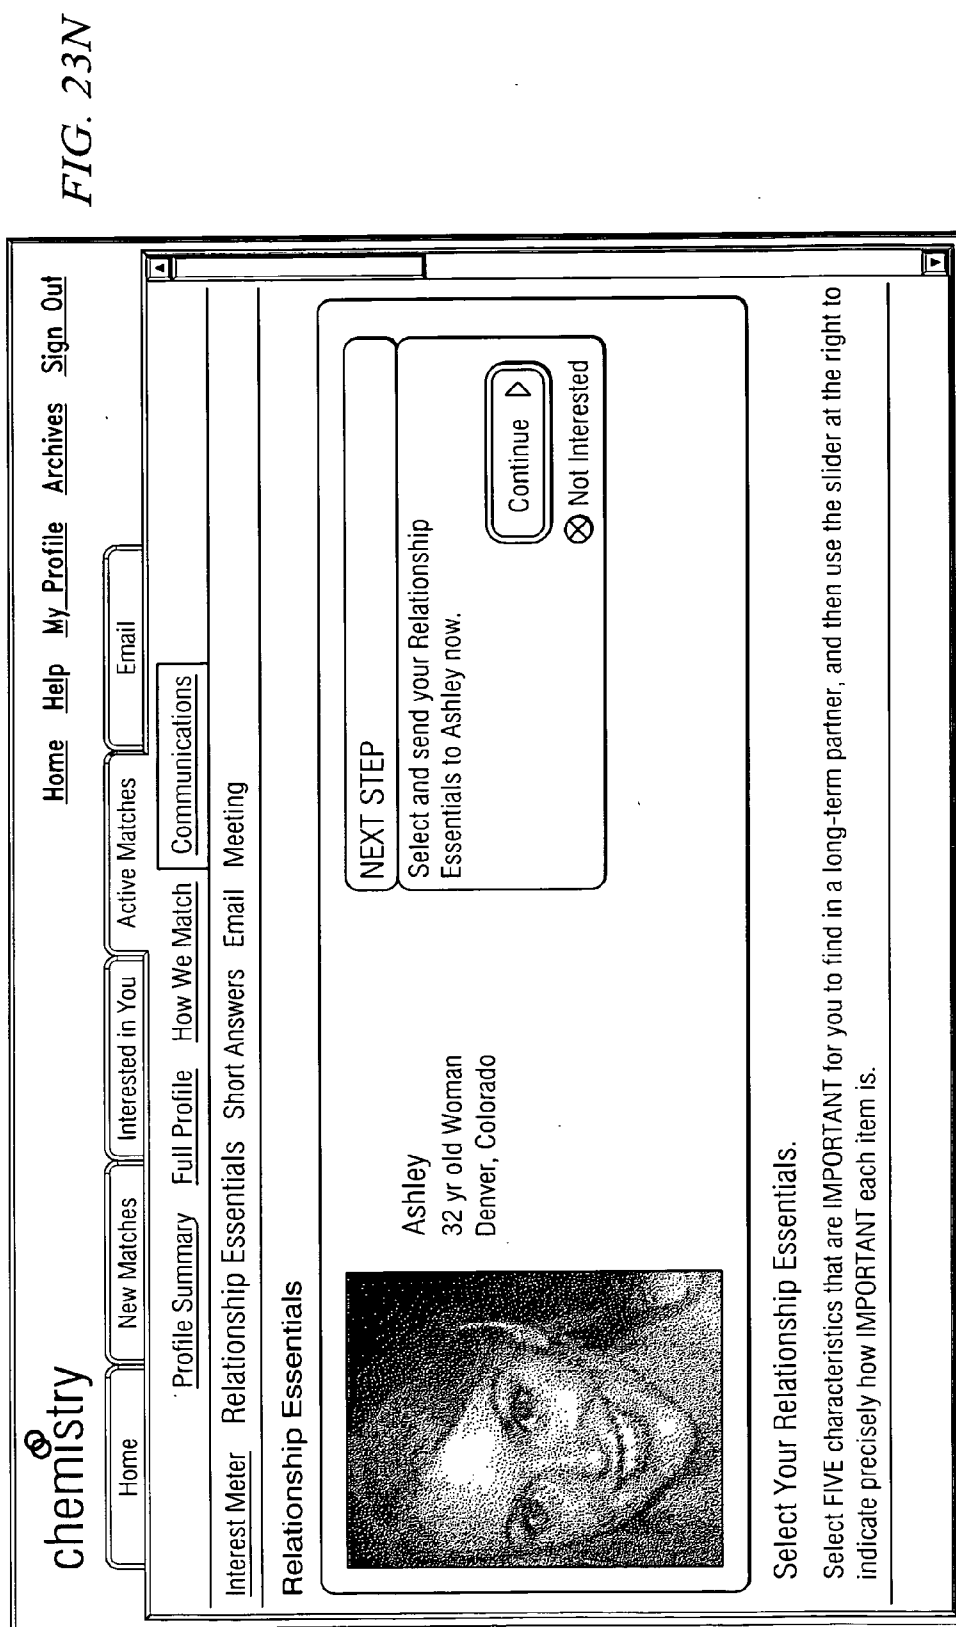 FIG. 23N
chemistry
Home Help My Profile Archives Sign Out
Home New Matches Interested in You Active Matches Email
Profile Summary Full Profile How We Match Communications
Interest Meter Relationship Essentials Short Answers Email Meeting
Relationship Essentials
Ashley
32 yr old Woman
Denver, Colorado
NEXT STEP
Select and send your Relationship
Essentials to Ashley now.
Continue
Not Interested
Select Your Relationship Essentials.
Select FIVE characteristics that are IMPORTANT for you to find in a long-term partner, and then use the slider at the right to
indicate precisely how IMPORTANT each item is.